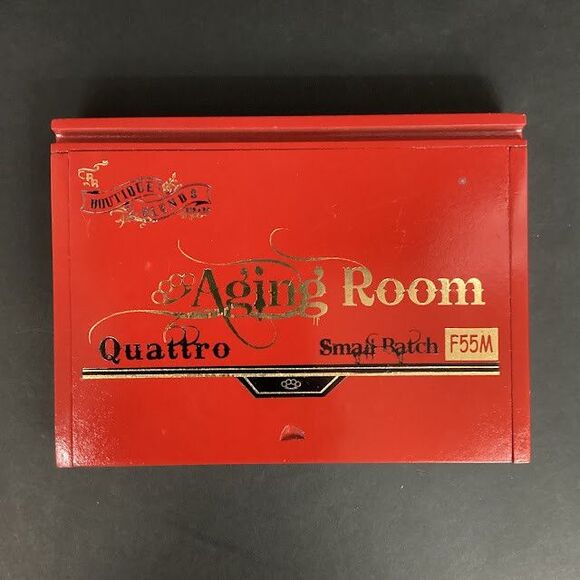 BOUTIQUE
BLENDS
Aging Room
Quattro
Small Batch F55M